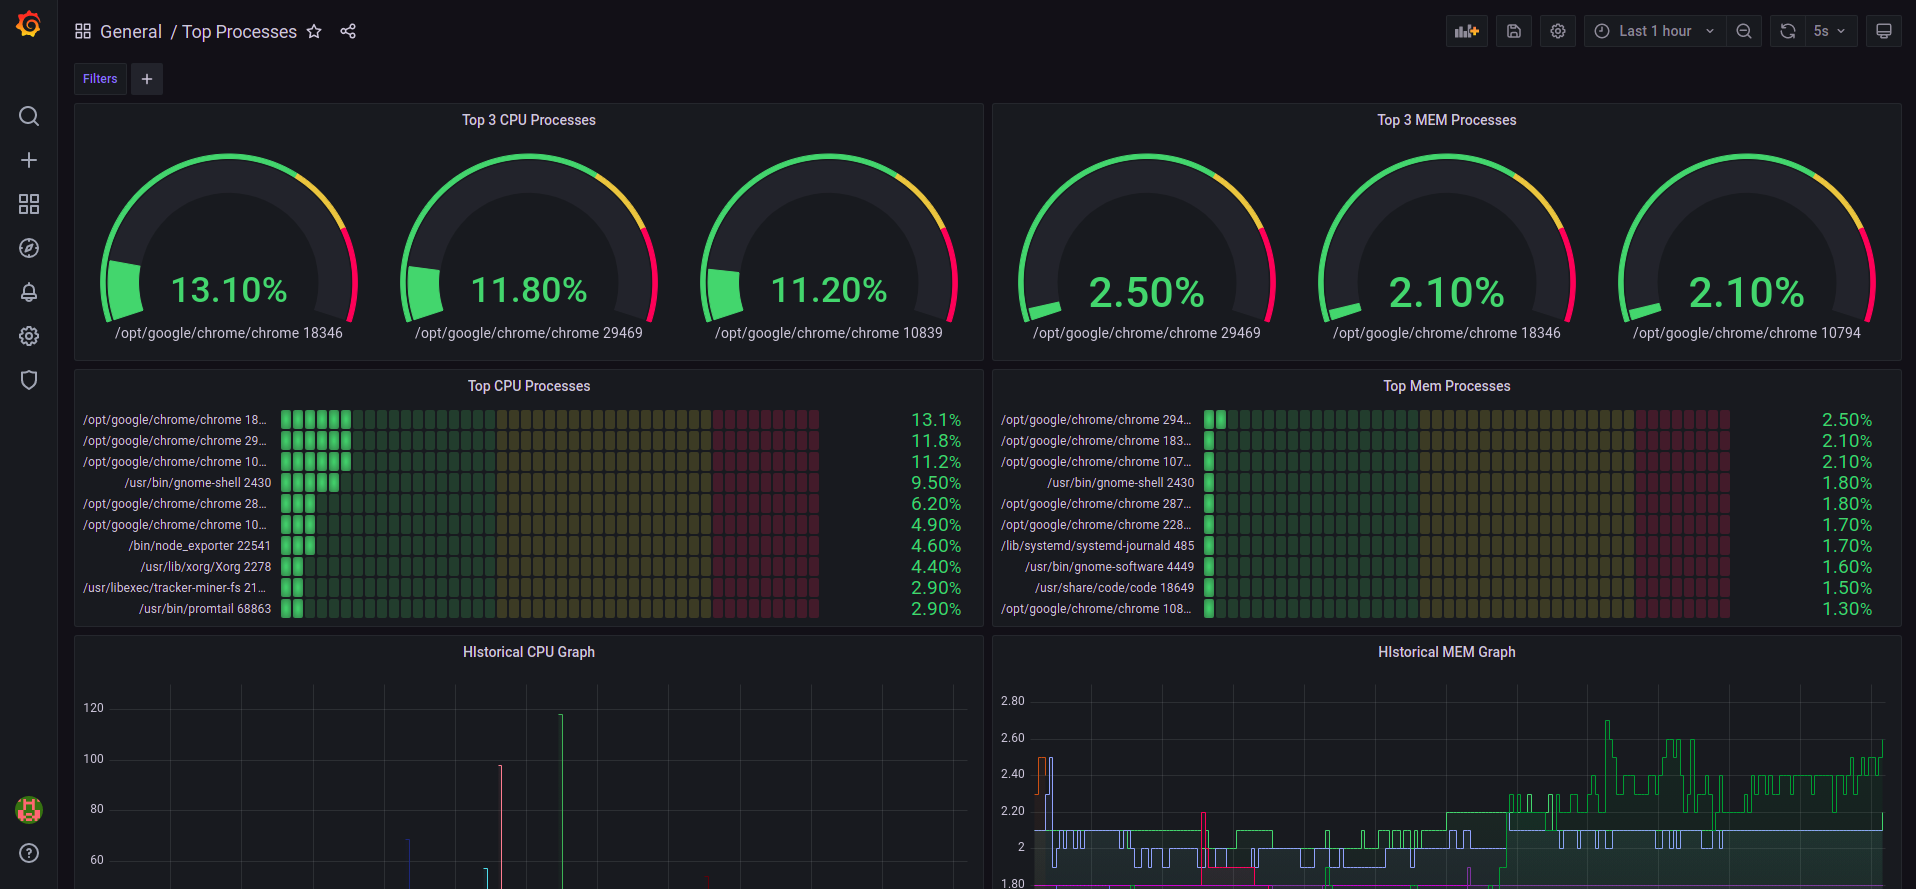 General / Top Processes
Last 1 hour
5s
Filters
Top 3 CPU Processes
13.10%
11.80%
11.20%
/opt/google/chrome/chrome 18346
/opt/google/chrome/chrome 29469
/opt/google/chrome/chrome 10839
Top 3 MEM Processes
2.50%
2.10%
2.10%
/opt/google/chrome/chrome 29469
/opt/google/chrome/chrome 18346
/opt/google/chrome/chrome 10794
Top CPU Processes
/opt/google/chrome/chrome 18... 13.1%
/opt/google/chrome/chrome 29... 11.8%
/opt/google/chrome/chrome 10... 11.2%
/usr/bin/gnome-shell 2430 9.50%
/opt/google/chrome/chrome 28... 6.20%
/opt/google/chrome/chrome 10... 4.90%
/bin/node_exporter 22541 4.60%
/usr/lib/xorg/Xorg 2278 4.40%
/usr/libexec/tracker-miner-fs 21... 2.90%
/usr/bin/promtail 68863 2.90%
Top Mem Processes
/opt/google/chrome/chrome 294... 2.50%
/opt/google/chrome/chrome 183... 2.10%
/opt/google/chrome/chrome 107... 2.10%
/usr/bin/gnome-shell 2430 1.80%
/opt/google/chrome/chrome 287... 1.80%
/opt/google/chrome/chrome 228... 1.70%
/lib/systemd/systemd-journald 485 1.70%
/usr/bin/gnome-software 4449 1.60%
/usr/share/code/code 18649 1.50%
/opt/google/chrome/chrome 108... 1.30%
HIstorical CPU Graph
120
100
80
60
HIstorical MEM Graph
2.80
2.60
2.40
2.20
2
1.80